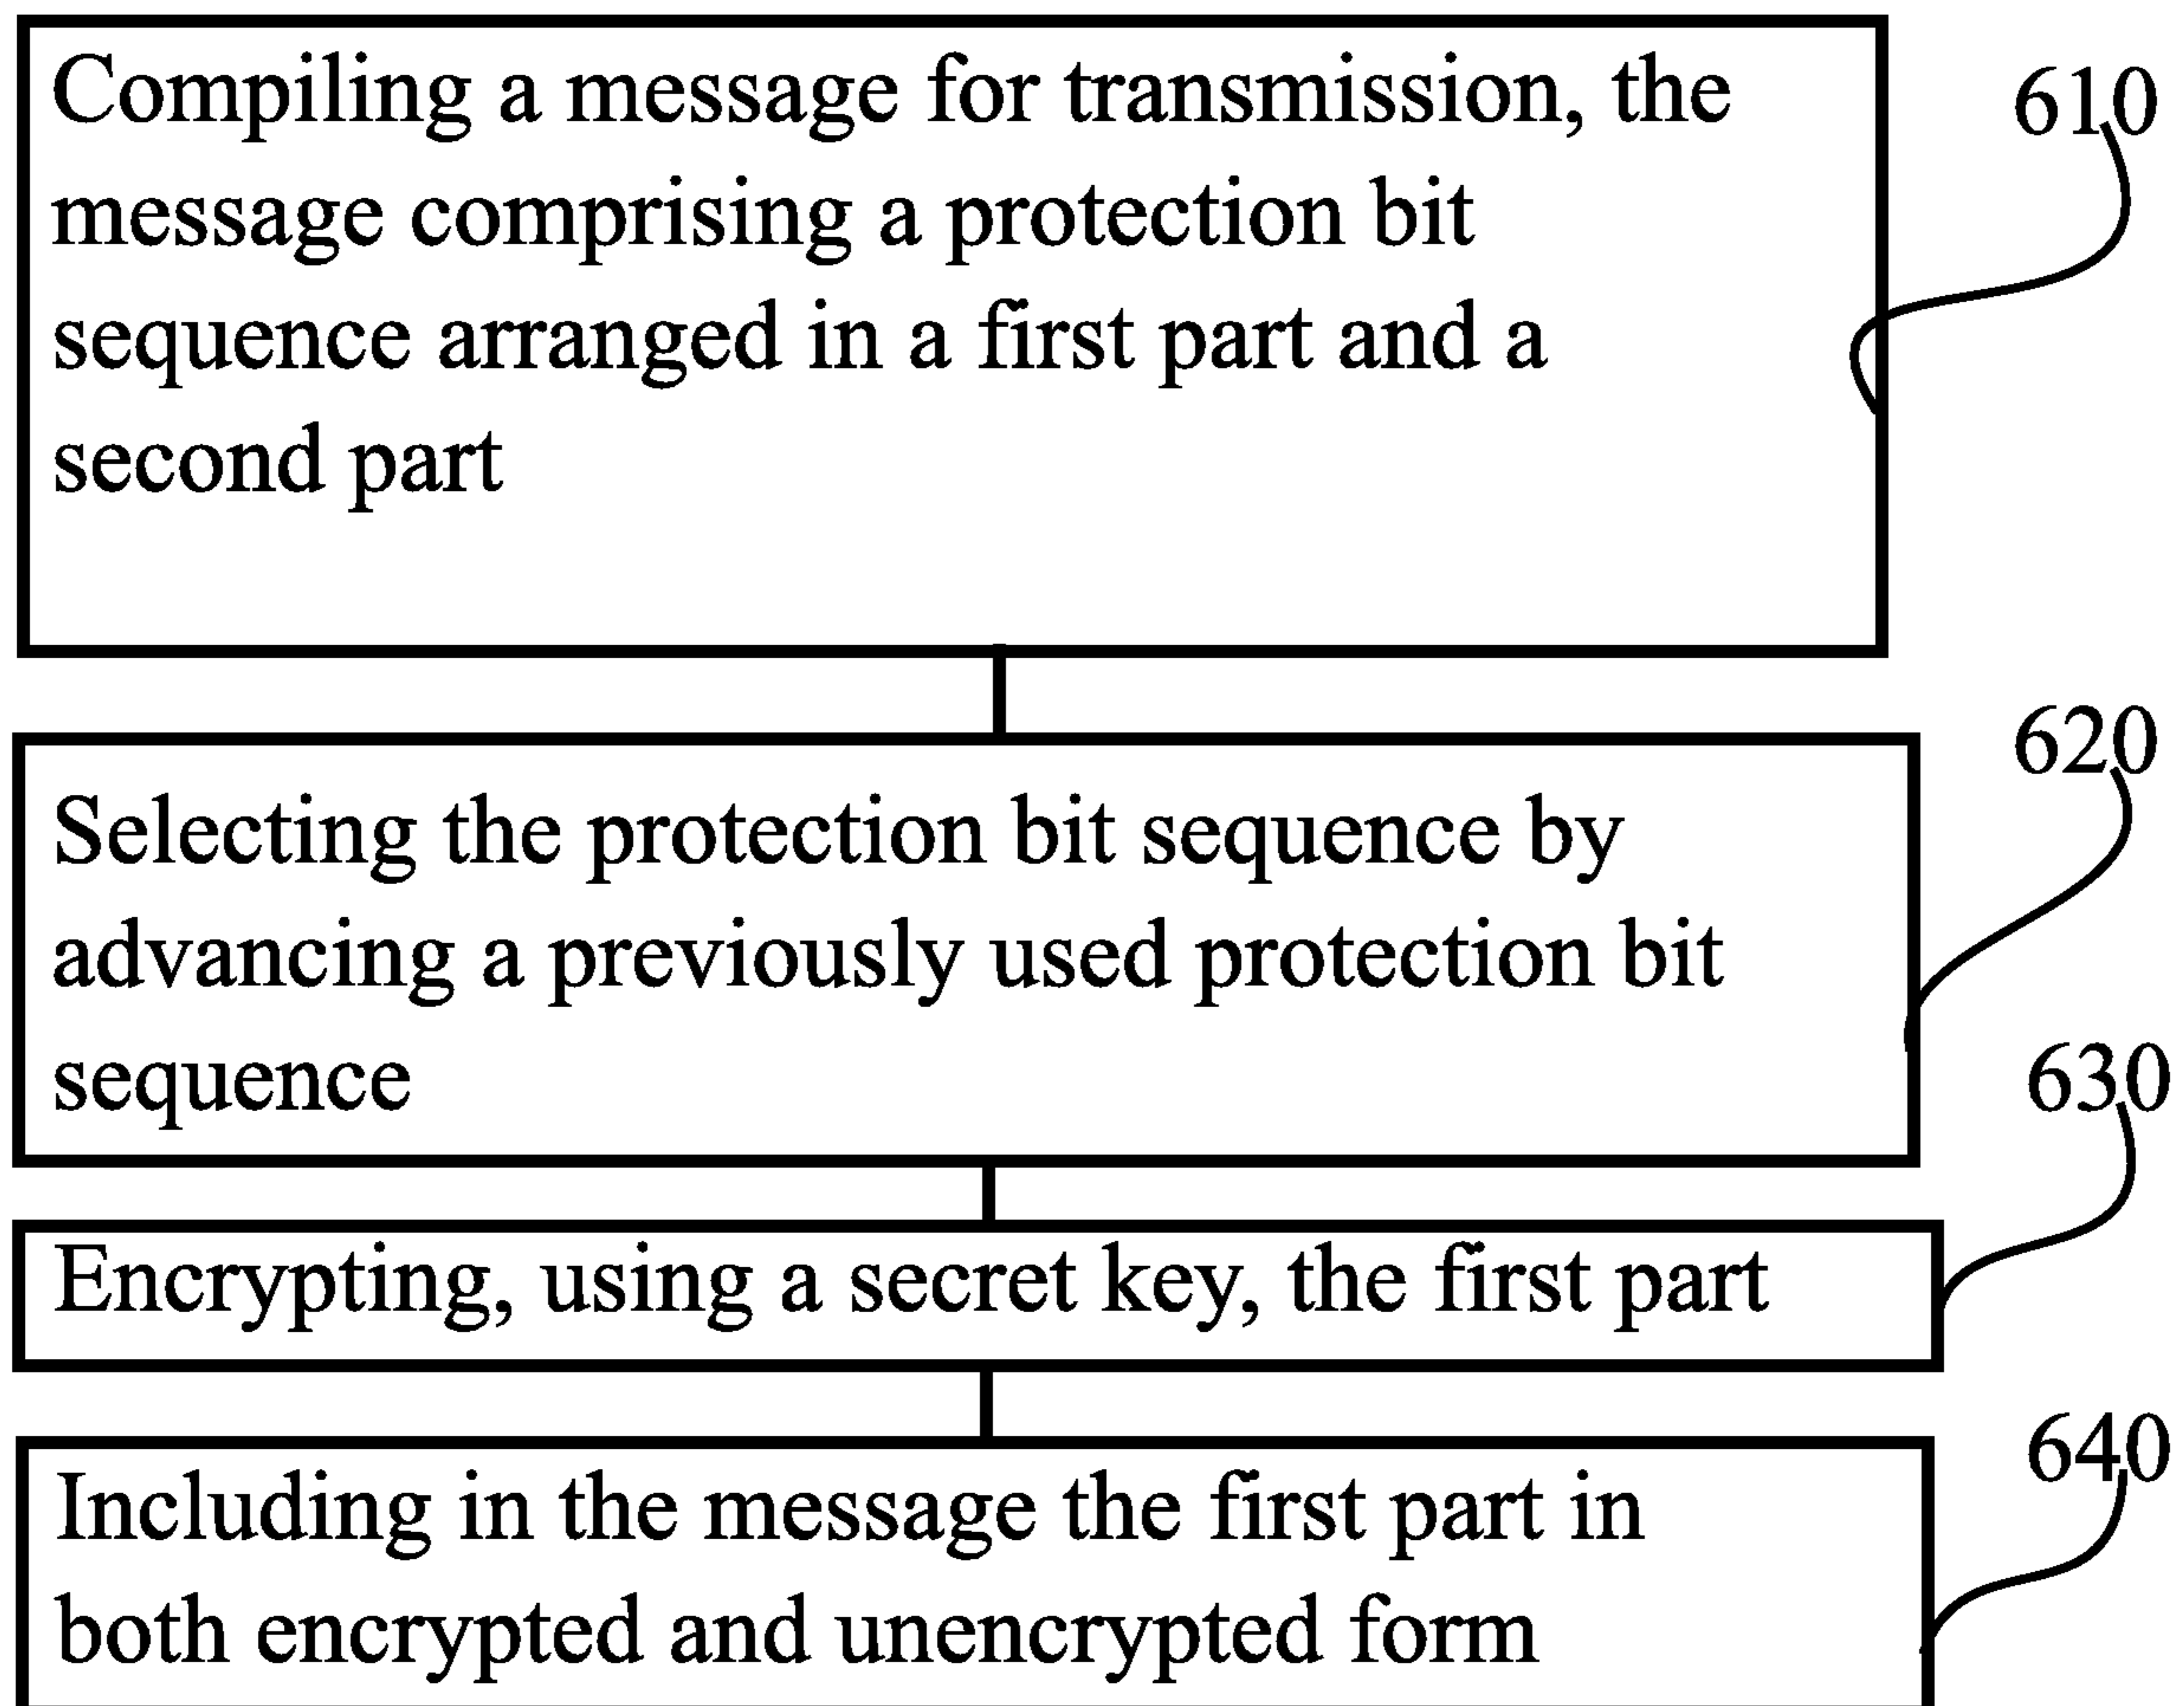 Compiling a message for transmission, the
610
message comprising a protection bit
sequence arranged in a first part and a
second part
620
Selecting the protection bit sequence by
advancing a previously used protection bit
sequence
630
Encrypting, using a secret key, the first part
640
Including in the message the first part in
both encrypted and unencrypted form